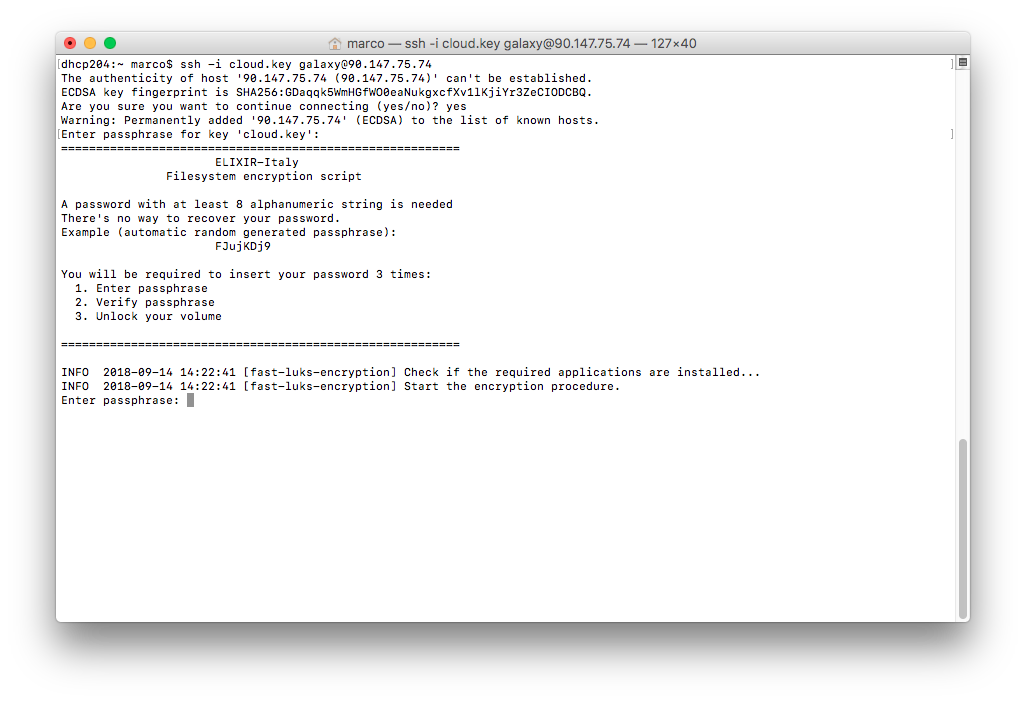 marco — ssh -i cloud.key galaxy@90.147.75.74 — 127×40
[dhcp204:~ marco$ ssh -i cloud.key galaxy@90.147.75.74 ]
The authenticity of host '90.147.75.74 (90.147.75.74)' can't be established.
ECDSA key fingerprint is SHA256:GDaqqk5WmHGfWO0eaNukgxcfXv1lKjiYr3ZeCIODCBQ.
Are you sure you want to continue connecting (yes/no)? yes
Warning: Permanently added '90.147.75.74' (ECDSA) to the list of known hosts.
[Enter passphrase for key 'cloud.key': ]
=========================================================
ELIXIR-Italy
Filesystem encryption script
A password with at least 8 alphanumeric string is needed
There's no way to recover your password.
Example (automatic random generated passphrase):
FJujKDj9
You will be required to insert your password 3 times:
1. Enter passphrase
2. Verify passphrase
3. Unlock your volume
=========================================================
INFO  2018-09-14 14:22:41 [fast-luks-encryption] Check if the required applications are installed...
INFO  2018-09-14 14:22:41 [fast-luks-encryption] Start the encryption procedure.
Enter passphrase: